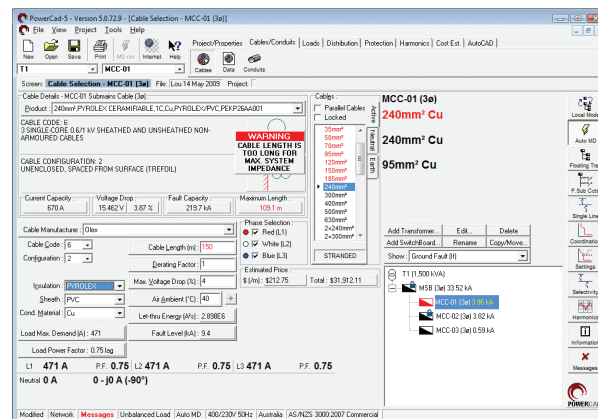 PowerCad-5 - Version 5.0.72.9 - [Cable Selection - MCC-01 (3ø)]
File View Project Tools Help
New Open Save Print MD run Internet Help Project/Properties Cables/Conduits Loads Distribution Protection Harmonics Cost Est. AutoCAD
Cables Data Conduits
T1 MCC-01
Screen: Cable Selection - MCC-01 (3ø) File: Lou 14 May 2009 Project:
Cable Details - MCC-01 Submains Cable (3ø):
Product : 240mm²,PYROLEX CERAMIFIABLE,1C,Cu,PYROLEX/PVC,PEKP26AA001
CABLE CODE: 6
3 SINGLE-CORE 0.6/1 kV SHEATHED AND UNSHEATHED NON-
ARMOURED CABLES
CABLE CONFIGURATION: 2
UNENCLOSED, SPACED FROM SURFACE (TREFOIL)
WARNING
CABLE LENGTH IS
TOO LONG FOR
MAX. SYSTEM
IMPEDANCE
Current Capacity : Voltage Drop : Fault Capacity : Maximum Length :
670 A 15.462 V 3.87 % 219.7 kA 109.1 m
Cable Manufacturer : Olex
Cable Code : 6 Cable Length (m) : 150
Configuration : 2 Derating Factor : 1
Insulation : PYROLEX Max. Voltage Drop (%) : 4
Sheath : PVC Air Ambient (°C) : 40
Cond. Material : Cu Let-thru Energy (A²s) : 2.898E6
Load Max. Demand (A) : 471 Fault Level (kA) : 9.4
Load Power Factor : 0.75 lag
L1 471 A P.F. 0.75 L2 471 A P.F. 0.75 L3 471 A P.F. 0.75
Neutral 0 A 0 - j0 A (-90°)
Phase Selection :
Red (L1)
White (L2)
Blue (L3)
Estimated Price :
$ (/m) : $212.75 Total : $31,912.11
Cables :
Parallel Cables
Locked
35mm²
50mm²
70mm²
95mm²
120mm²
150mm²
185mm²
240mm²
300mm²
400mm²
500mm²
630mm²
2×240mm²
2×300mm²
STRANDED
Active
Neutral
Earth
MCC-01 (3ø)
240mm² Cu
240mm² Cu
95mm² Cu
Add Transformer... Edit... Delete
Add SwitchBoard... Rename Copy/Move...
Show : Ground Fault (If)
T1 (1,500 kVA)
MSB (3ø) 33.52 kA
MCC-01 (3ø) 3.96 kA
MCC-02 (3ø) 3.82 kA
MCC-03 (3ø) 0.59 kA
Local Mode
Auto MD
Floating Tre
F.Sub Cots
Single Line
Coordination
Settings
Selectivity
Harmonics
Information
Messages
POWERCAD
Modified Network Messages Unbalanced Load Auto MD 400/230V 50Hz Australia AS/NZS 3000:2007 Commercial